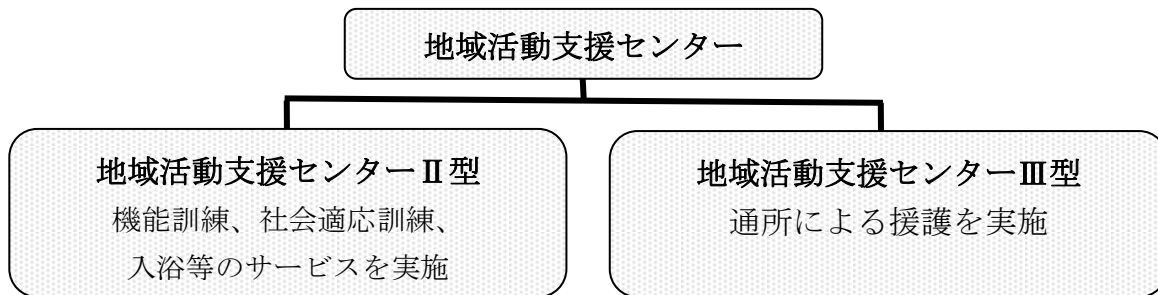 地域活動支援センター
地域活動支援センターⅡ型
機能訓練、社会適応訓練、
入浴等のサービスを実施
地域活動支援センターⅢ型
通所による援護を実施